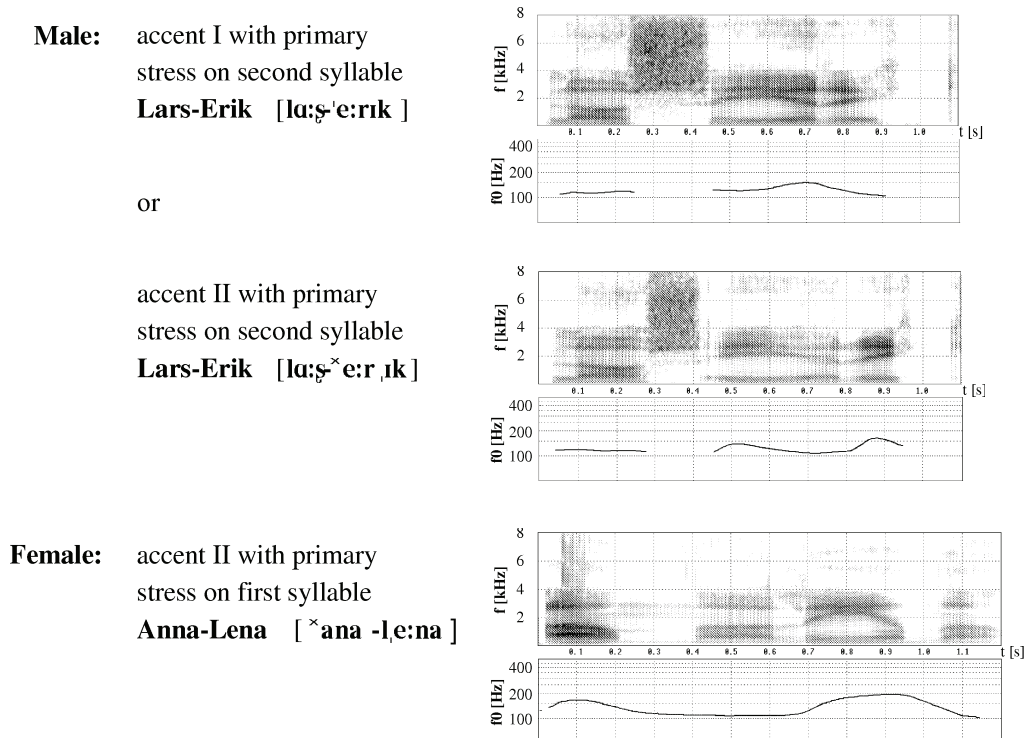 Male: accent I with primary
stress on second syllable
Lars-Erik [lɑːʂ-ˈeːrɪk ]
or
accent II with primary
stress on second syllable
Lars-Erik [lɑːʂ-ˣeːr ˌɪk]
Female: accent II with primary
stress on first syllable
Anna-Lena [ ˣana -lˌeːna ]
8
6
4
2
f [kHz]
0.1 0.2 0.3 0.4 0.5 0.6 0.7 0.8 0.9 1.0 t [s]
400
200
100
f0 [Hz]
8
6
4
2
f [kHz]
0.1 0.2 0.3 0.4 0.5 0.6 0.7 0.8 0.9 1.0 t [s]
400
200
100
f0 [Hz]
8
6
4
2
f [kHz]
0.1 0.2 0.3 0.4 0.5 0.6 0.7 0.8 0.9 1.0 1.1 t [s]
400
200
100
f0 [Hz]